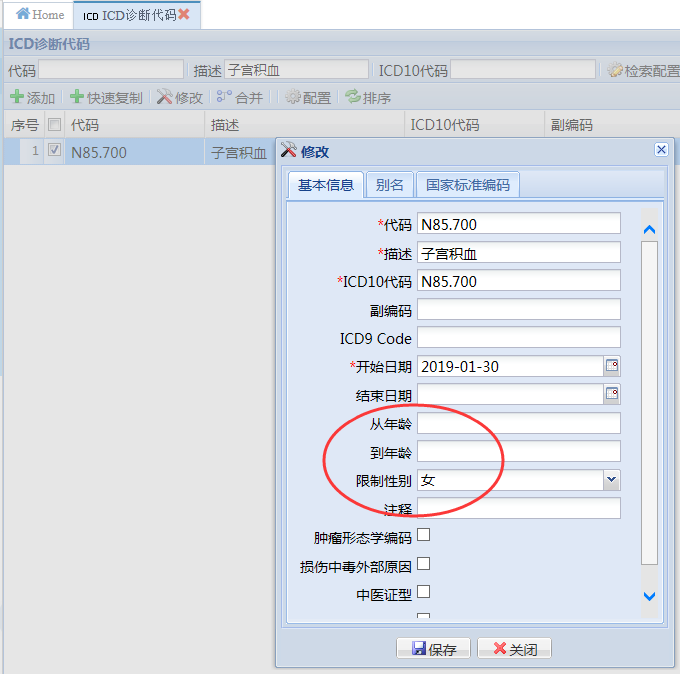 Home ICD ICD诊断代码
ICD诊断代码
代码 描述 子宫积血 ICD10代码 检索配置
添加 快速复制 修改 合并 配置 排序
序号 代码 描述 ICD10代码 副编码
1 N85.700 子宫积血
修改
基本信息 别名 国家标准编码
*代码 N85.700
*描述 子宫积血
*ICD10代码 N85.700
副编码
ICD9 Code
*开始日期 2019-01-30
结束日期
从年龄
到年龄
限制性别 女
注释
肿瘤形态学编码
损伤中毒外部原因
中医证型
保存 关闭